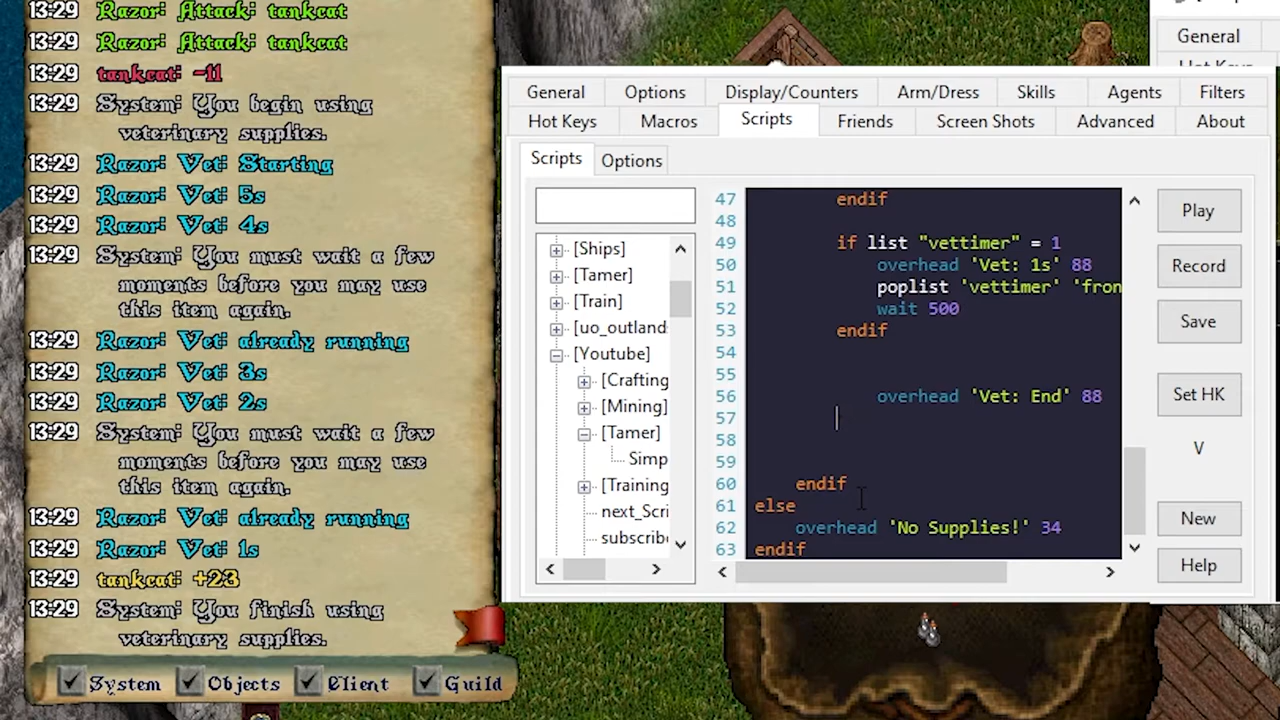 13:29 Razor: Attack: tankcat
13:29 Razor: Attack: tankcat
13:29 tankcat: -11
13:29 System: You begin using
veterinary supplies.
13:29 Razor: Vet: Starting
13:29 Razor: Vet: 5s
13:29 Razor: Vet: 4s
13:29 System: You must wait a few
moments before you may use
this item again.
13:29 Razor: Vet: already running
13:29 Razor: Vet: 3s
13:29 Razor: Vet: 2s
13:29 System: You must wait a few
moments before you may use
this item again.
13:29 Razor: Vet: already running
13:29 Razor: Vet: 1s
13:29 tankcat: +23
13:29 System: You finish using
veterinary supplies.
System Objects Client Guild
General
General Options Display/Counters Arm/Dress Skills Agents Filters
Hot Keys Macros Scripts Friends Screen Shots Advanced About
Scripts Options
[Ships]
[Tamer]
[Train]
[uo_outland
[Youtube]
[Crafting
[Mining]
[Tamer]
Simp
[Training
next_Scri
subscribe
47 endif
48
49 if list "vettimer" = 1
50 overhead 'Vet: 1s' 88
51 poplist 'vettimer' 'fron
52 wait 500
53 endif
54
55
56 overhead 'Vet: End' 88
57
58
59
60 endif
61 else
62 overhead 'No Supplies!' 34
63 endif
Play
Record
Save
Set HK
V
New
Help